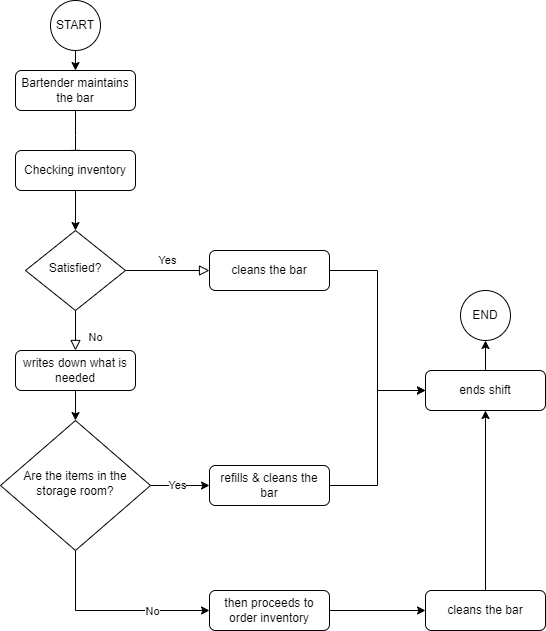 START
Bartender maintains
the bar
Checking inventory
Satisfied?
Yes
cleans the bar
No
END
writes down what is
needed
ends shift
Are the items in the
storage room?
Yes
refills & cleans the
bar
No
then proceeds to
order inventory
cleans the bar